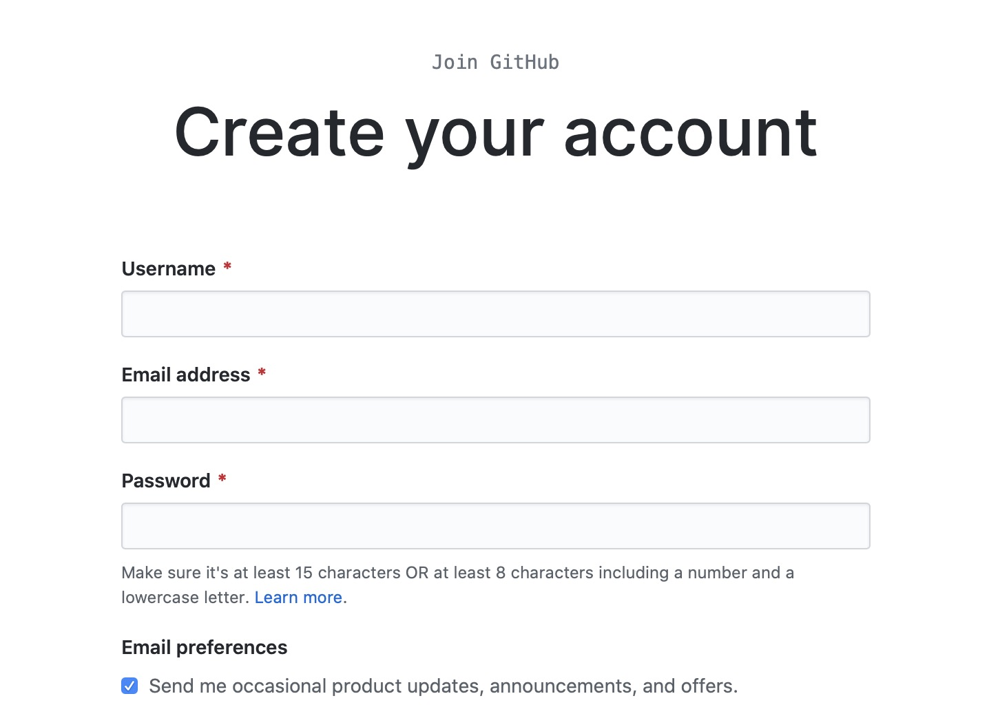 Join GitHub
Create your account
Username *
Email address *
Password *
Make sure it's at least 15 characters OR at least 8 characters including a number and a
lowercase letter. Learn more.
Email preferences
Send me occasional product updates, announcements, and offers.